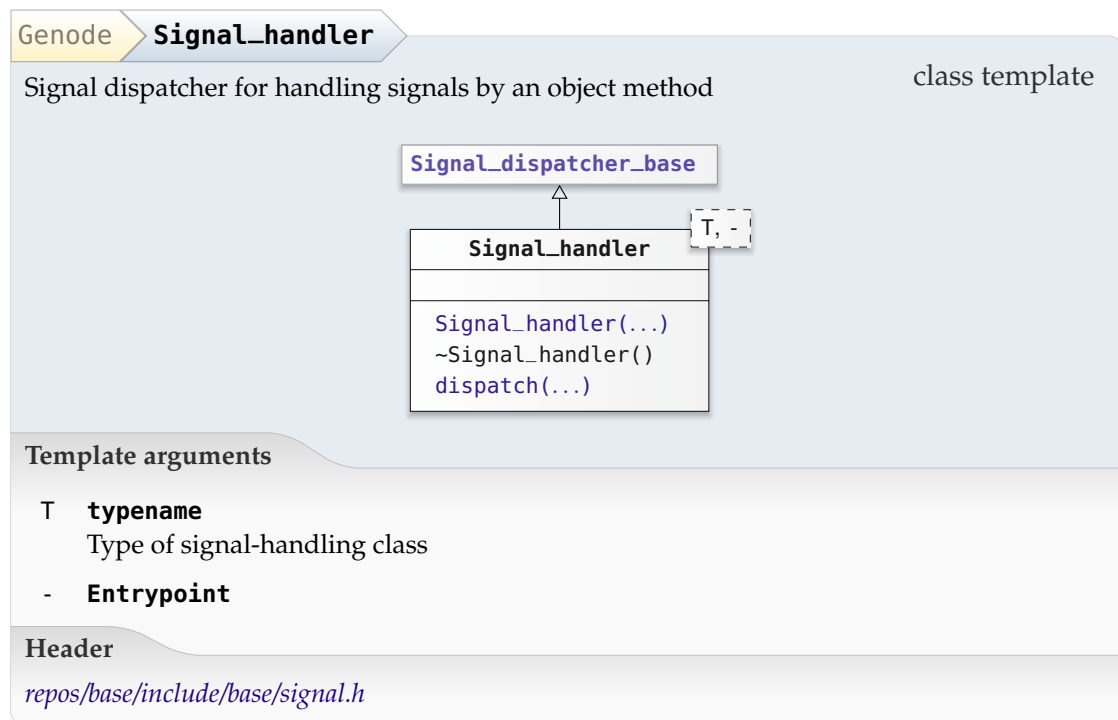 Genode Signal_handler
Signal dispatcher for handling signals by an object method
class template
Signal_dispatcher_base
T, -
Signal_handler
Signal_handler(...)
~Signal_handler()
dispatch(...)
Template arguments
T typename
Type of signal-handling class
- Entrypoint
Header
repos/base/include/base/signal.h